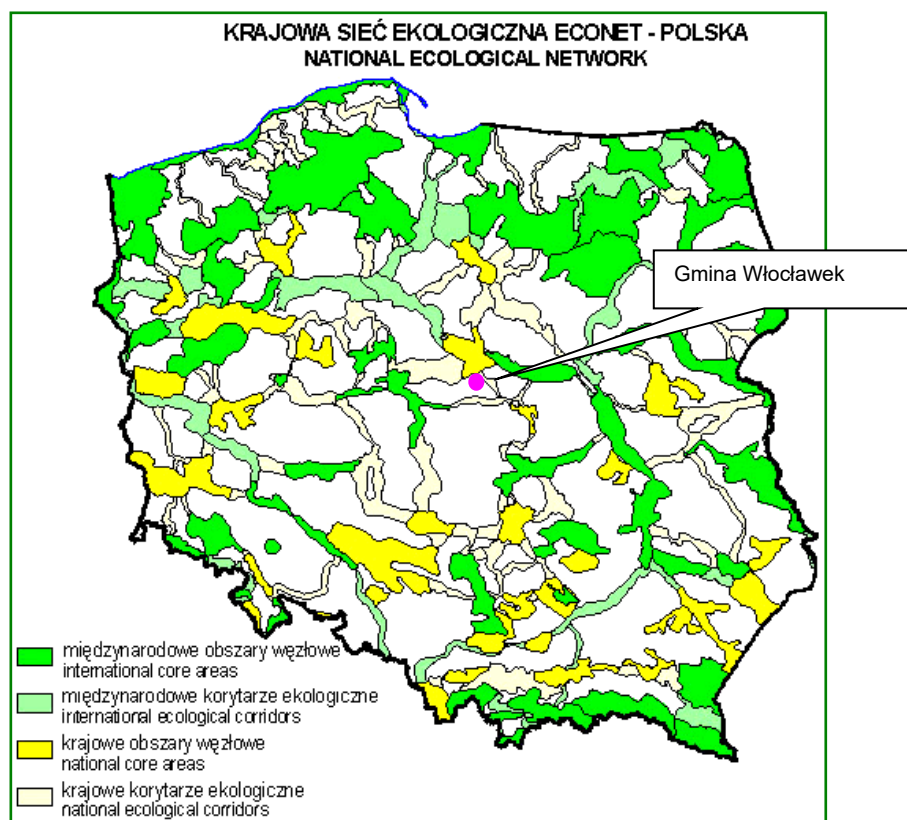 KRAJOWA SIEĆ EKOLOGICZNA ECONET - POLSKA
NATIONAL ECOLOGICAL NETWORK
Gmina Włocławek
międzynarodowe obszary węzłowe
international core areas
międzynarodowe korytarze ekologiczne
international ecological corridors
krajowe obszary węzłowe
national core areas
krajowe korytarze ekologiczne
national ecological corridors